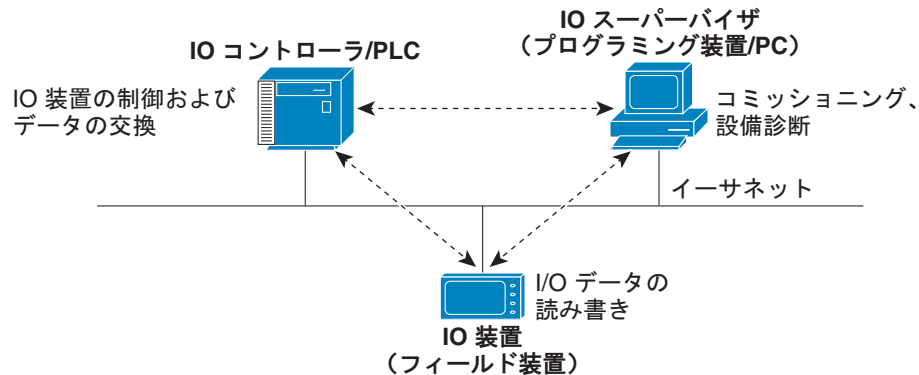 IO スーパーバイザ
（プログラミング装置/PC）
IO コントローラ/PLC
IO 装置の制御および
データの交換
コミッショニング、
設備診断
イーサネット
I/O データの
読み書き
IO 装置
（フィールド装置）